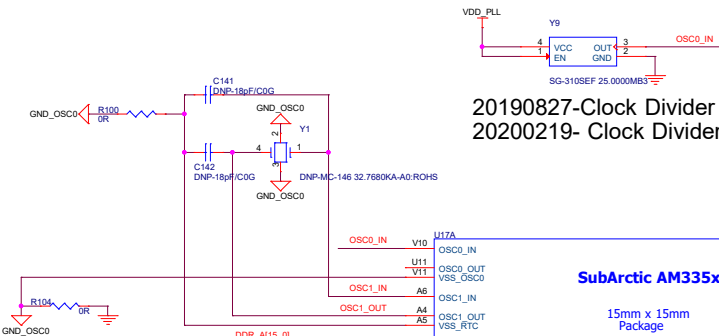 VDD_PLL
Y9
OSC0_IN
4 VCC OUT 3
1 EN GND 2
SG-310SEF 25.0000MB3
20190827-Clock Divider
20200219- Clock Divider
C141
DNP-18pF/C0G
GND_OSC0
R100
0R
GND_OSC0
Y1
2
4
1
3
C142
DNP-18pF/C0G
DNP-MC-146 32.7680KA-A0:ROHS
GND_OSC0
U17A
OSC0_IN V10 OSC0_IN
U11 OSC0_OUT
V11 VSS_OSC0
SubArctic AM335x
OSC1_IN A6 OSC1_IN
OSC1_OUT A4 OSC1_OUT
A5 VSS_RTC
15mm x 15mm
Package
R104
0R
GND_OSC0
DDR_A[15..0]